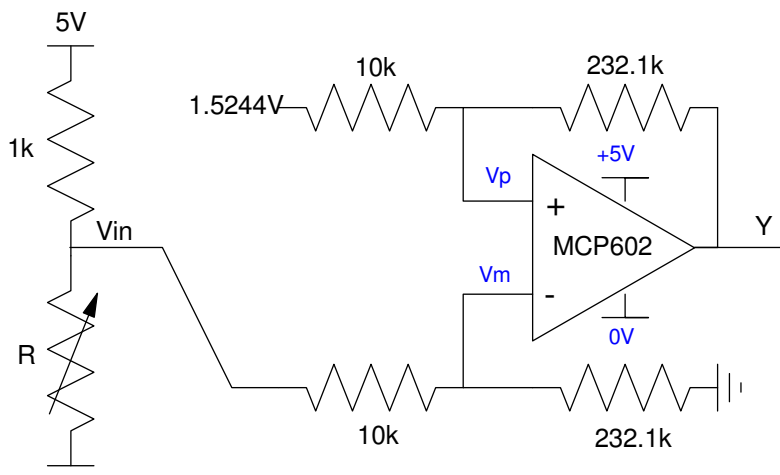 5V
10k
232.1k
1.5244V
1k
+5V
Vp
+
Y
Vin
MCP602
Vm
-
0V
R
10k
232.1k